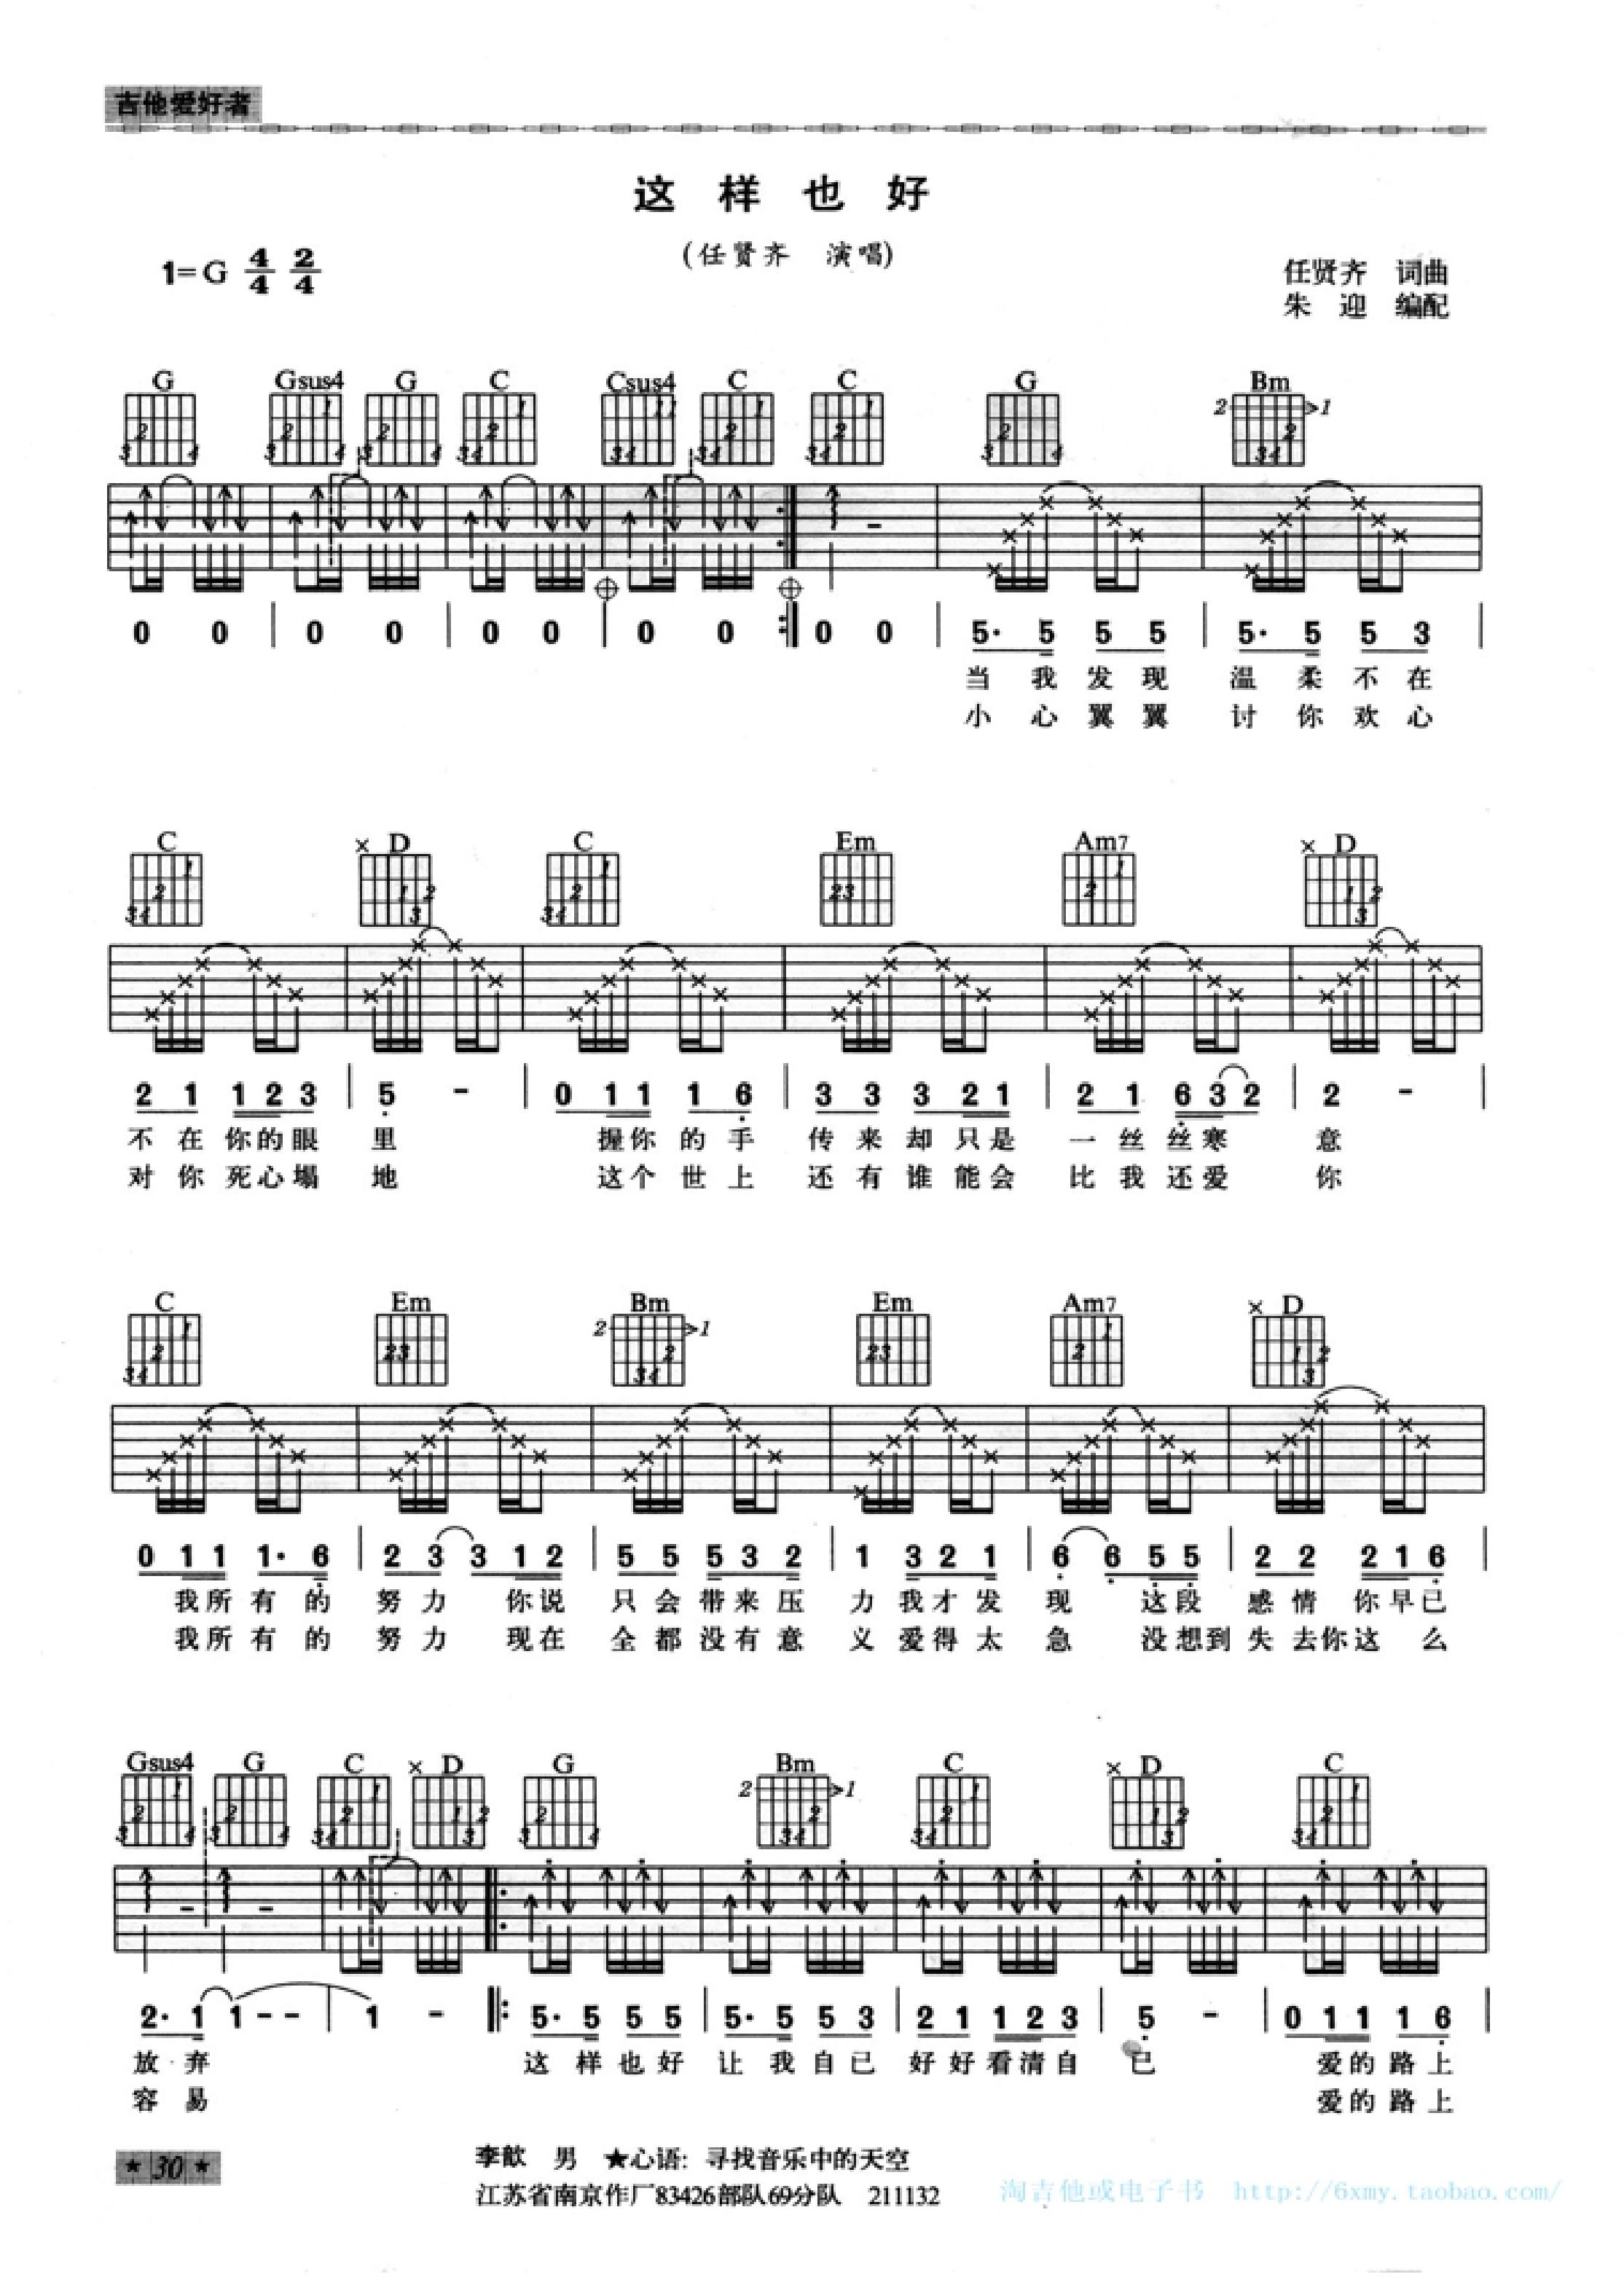 吉他爱好者
这 样 也 好
(任贤齐 演唱)
1=G 4/4 2/4
任贤齐 词曲
朱 迎 编配
G Gsus4 G C Csus4 C C G Bm
0 0 | 0 0 | 0 0 | 0 0 :| 0 0 | 5· 5 5 5 | 5· 5 5 3 |
当 我 发 现 温 柔 不 在
小 心 翼 翼 讨 你 欢 心
C × D C Em Am7 × D
2 1 1 2 3 | 5 - | 0 1 1 1 6 | 3 3 3 2 1 | 2 1 6 3 2 | 2 - |
不 在 你的眼 里 握你 的 手 传 来 却只是 一 丝 丝寒 意
对 你 死心塌 地 这个 世 上 还 有 谁 能会 比 我 还爱 你
C Em Bm Em Am7 × D
0 1 1 1· 6 | 2 3 3 1 2 | 5 5 5 3 2 | 1 3 2 1 | 6 6 5 5 | 2 2 2 1 6 |
我所 有 的 努 力 你说 只 会 带来 压 力 我才 发 现 这段 感 情 你早已
我所 有 的 努 力 现在 全 都 没有 意 义 爱得 太 急 没想到 失 去你这 么
Gsus4 G C × D G Bm C × D C
2· 1 1 - - | 1 - |: 5· 5 5 5 | 5· 5 5 3 | 2 1 1 2 3 | 5 - | 0 1 1 1 6 |
放 弃 这 样 也 好 让 我 自 已 好 好 看清 自 已 爱的 路 上
容 易 爱的 路 上
★ 30 ★
李歆 男 ★心语: 寻找音乐中的天空
江苏省南京作厂83426部队69分队 211132
淘吉他或电子书 http://6xmy.taobao.com/